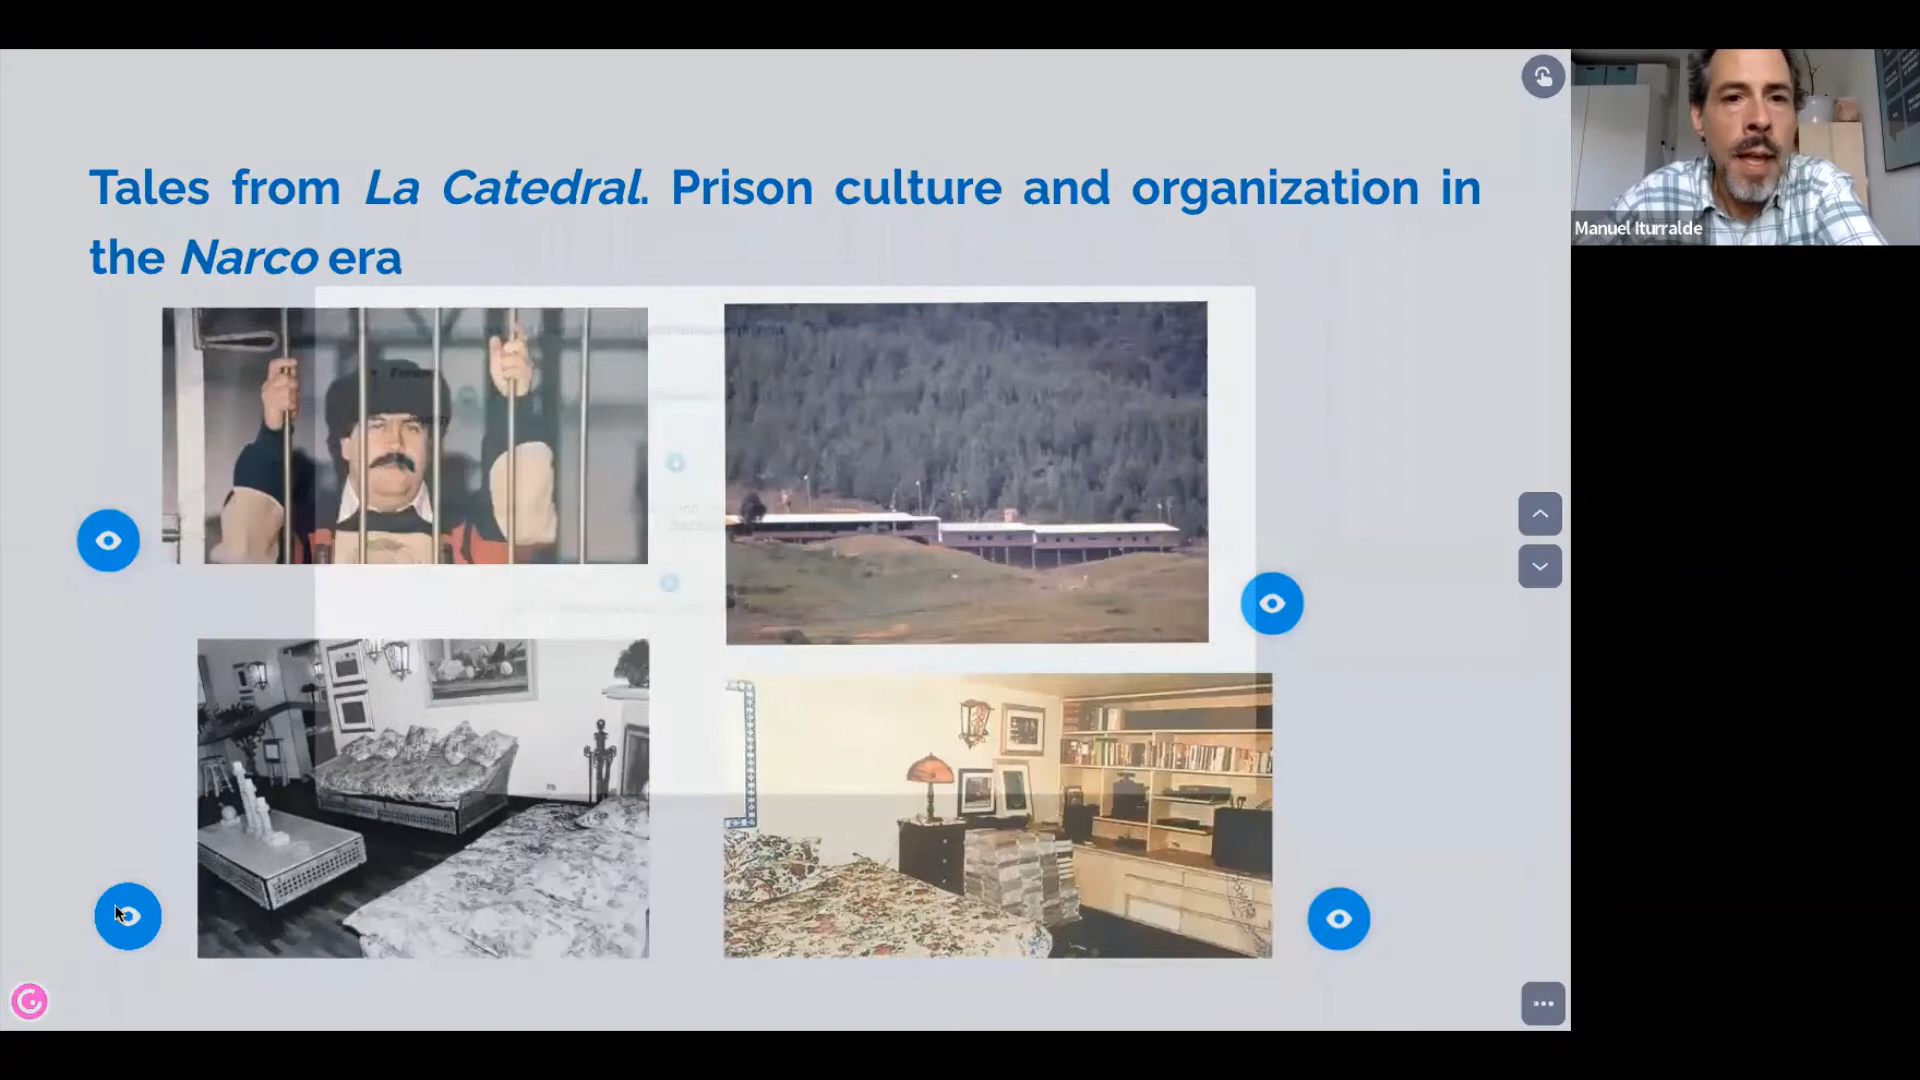 Tales from La Catedral. Prison culture and organization in
the Narco era
Manuel Iturralde